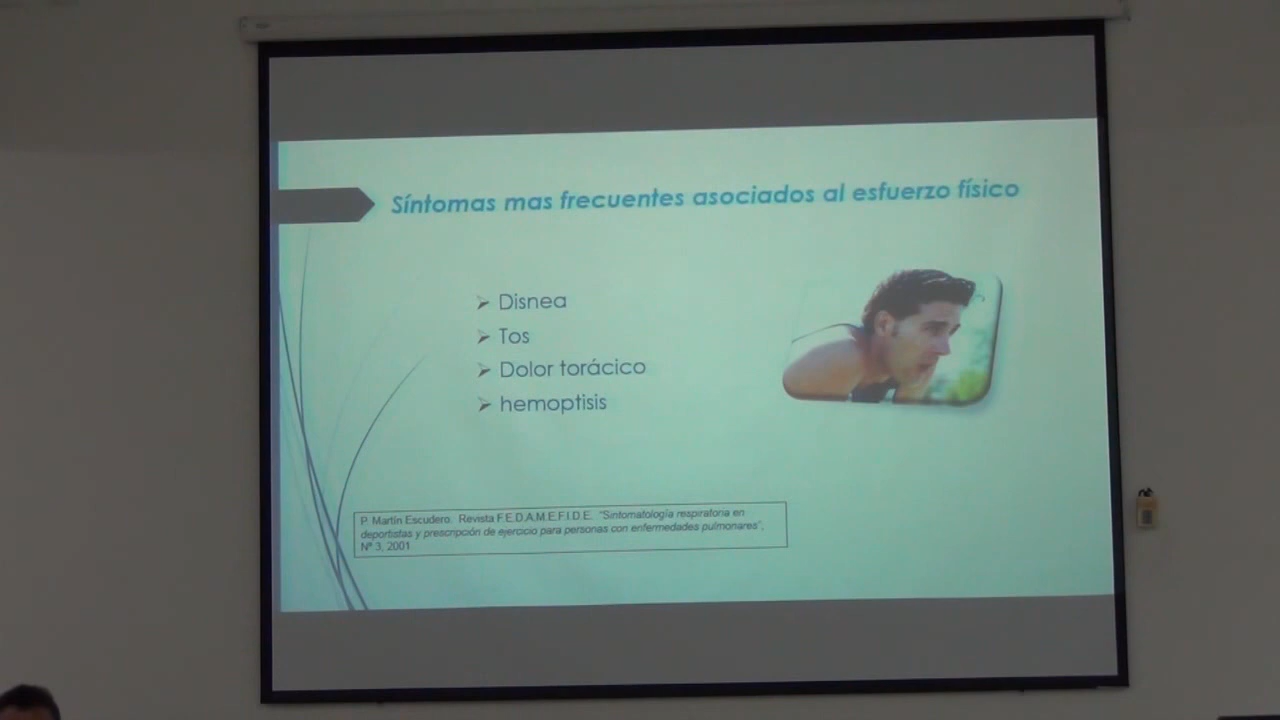 Síntomas mas frecuentes asociados al esfuerzo físico
Disnea
Tos
Dolor torácico
hemoptisis
P. Martín Escudero. Revista F.E.D.A.M.E.F.I.D.E. "Sintomatología respiratoria en
deportistas y prescripción de ejercicio para personas con enfermedades pulmonares",
Nº 3, 2001